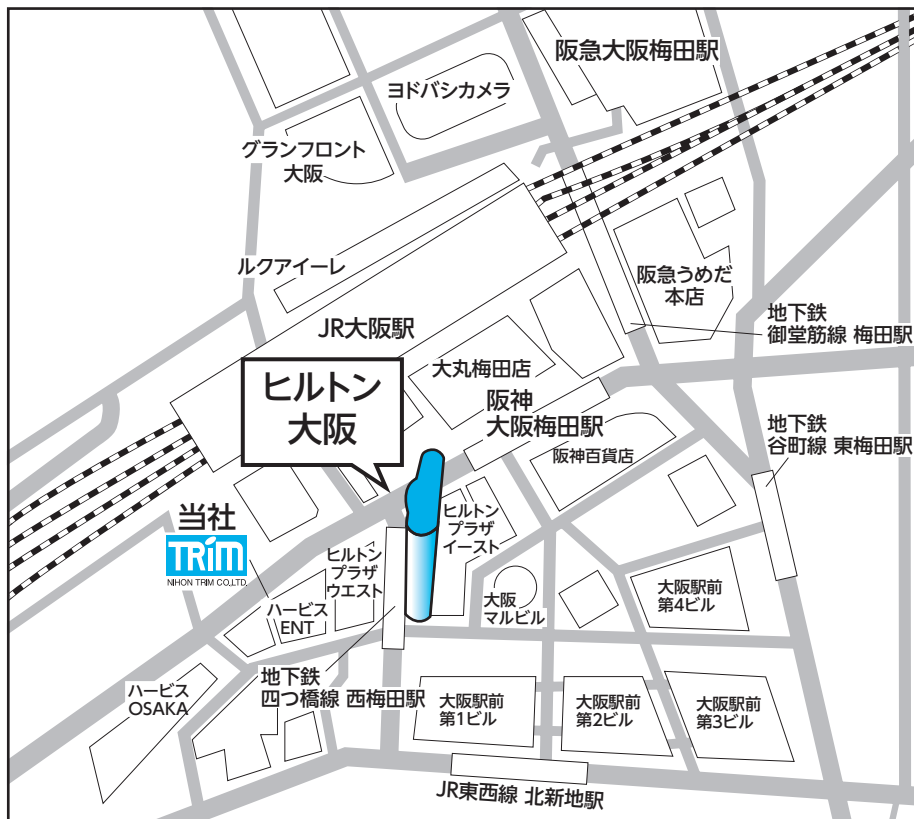 阪急大阪梅田駅
ヨドバシカメラ
グランフロント
大阪
ルクアイーレ
阪急うめだ
本店
地下鉄
御堂筋線 梅田駅
JR大阪駅
大丸梅田店
ヒルトン
大阪
阪神
大阪梅田駅
地下鉄
谷町線 東梅田駅
阪神百貨店
当社
TRIM
NIHON TRIM CO.,LTD.
ヒルトン
プラザ
イースト
ヒルトン
プラザ
ウエスト
ハービス
ENT
大阪
マルビル
大阪駅前
第4ビル
地下鉄
四つ橋線 西梅田駅
ハービス
OSAKA
大阪駅前
第1ビル
大阪駅前
第2ビル
大阪駅前
第3ビル
JR東西線 北新地駅